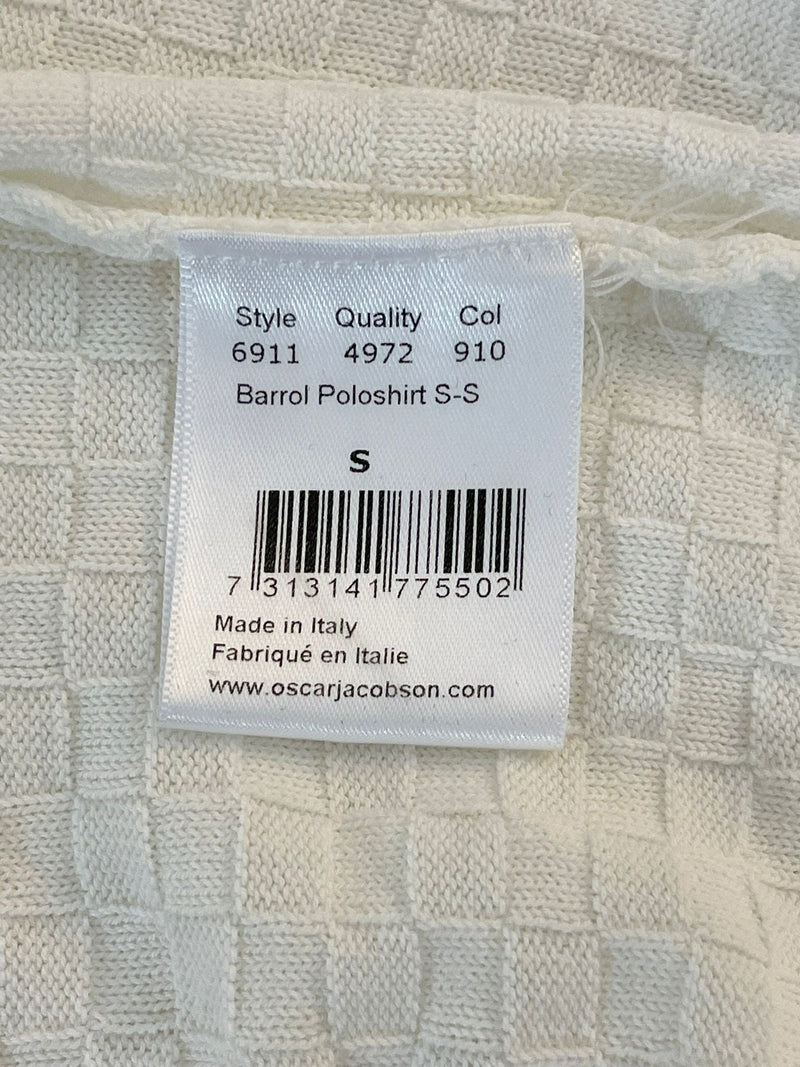 Style Quality Col
6911 4972 910
Barrol Poloshirt S-S
S
7 313141 775502
Made in Italy
Fabriqué en Italie
www.oscarjacobson.com